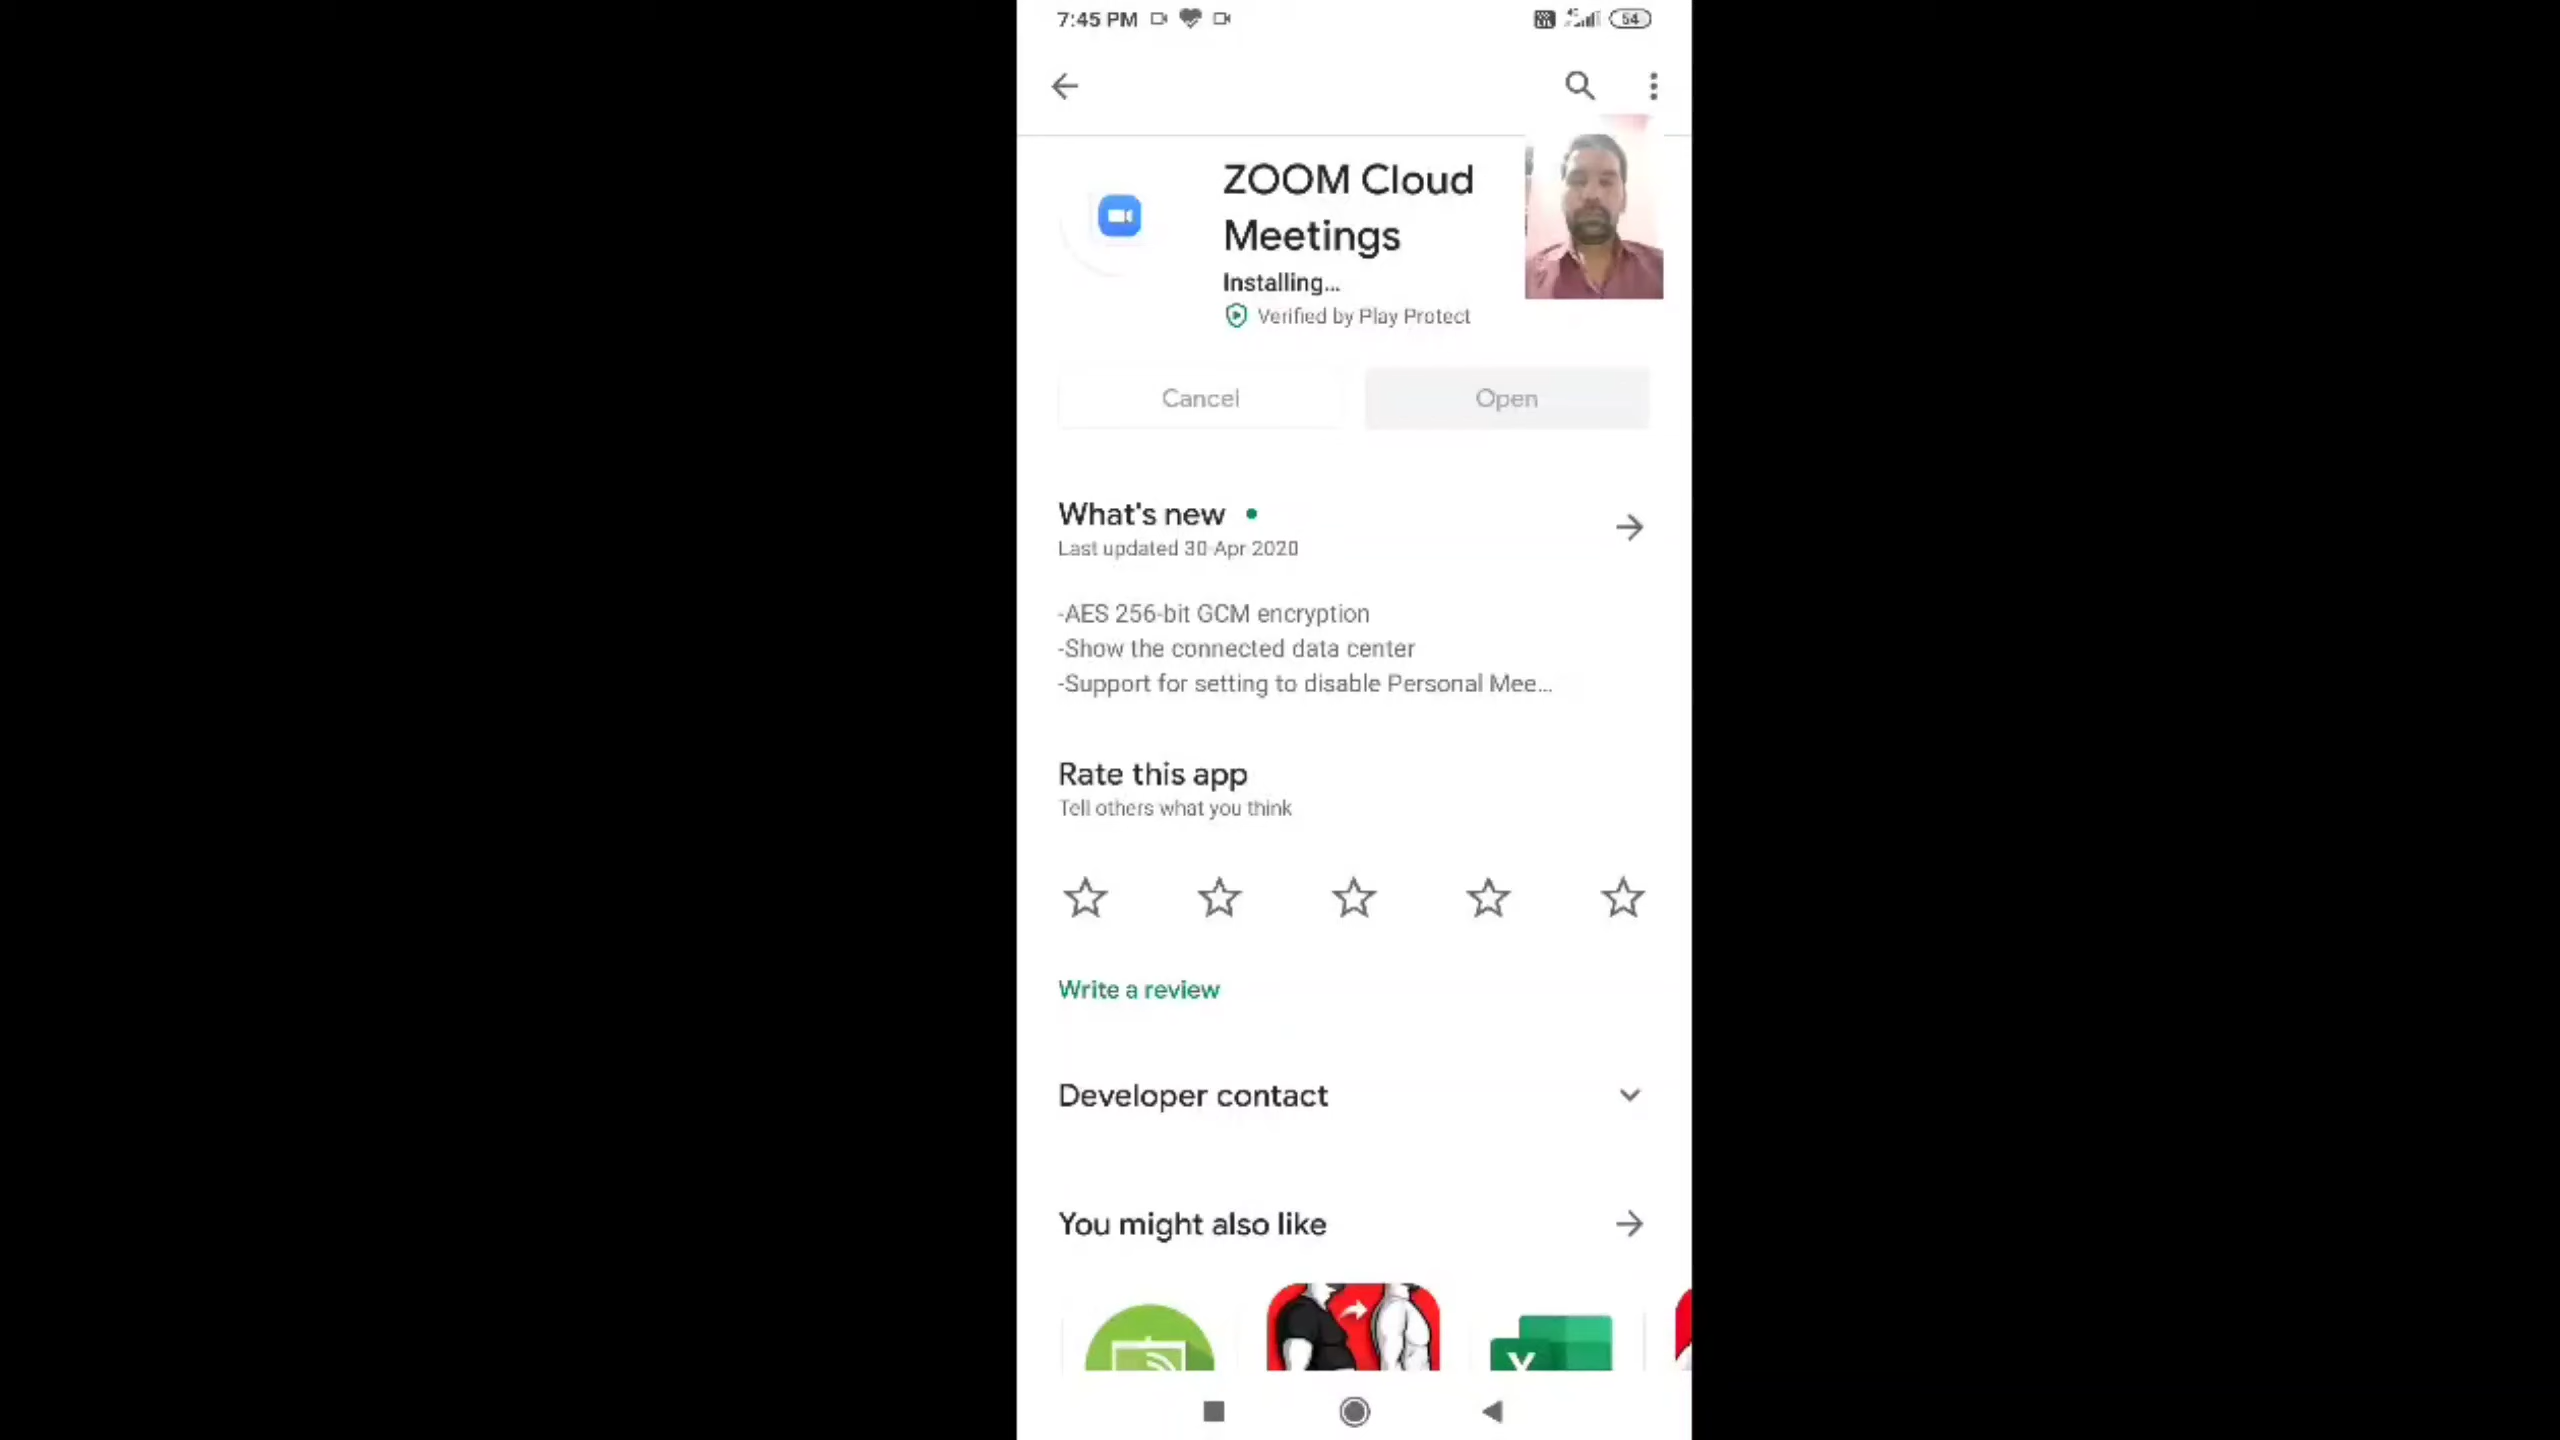 7:45 PM
54
ZOOM Cloud
Meetings
Installing...
Verified by Play Protect
Cancel
Open
What's new
Last updated 30-Apr 2020
-AES 256-bit GCM encryption
-Show the connected data center
-Support for setting to disable Personal Mee...
Rate this app
Tell others what you think
Write a review
Developer contact
You might also like